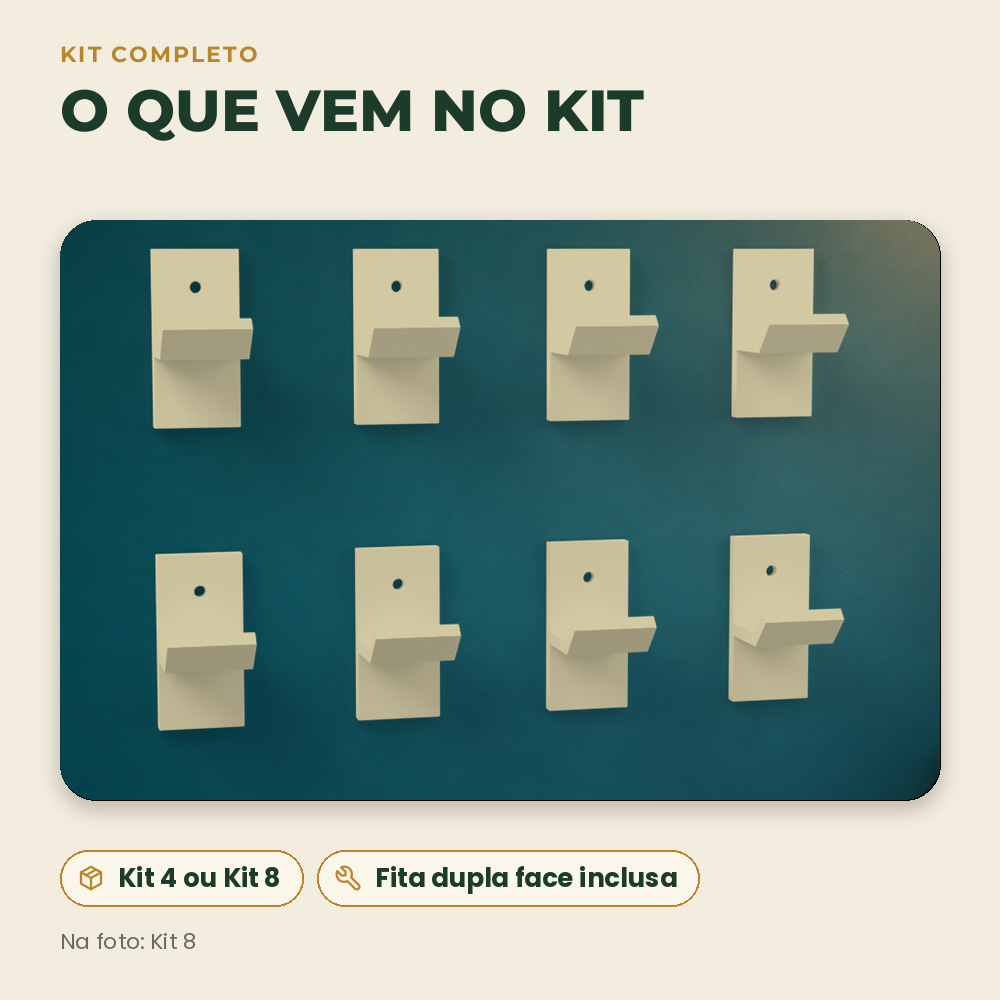 KIT COMPLETO
O QUE VEM NO KIT
Kit 4 ou Kit 8
Fita dupla face inclusa
Na foto: Kit 8